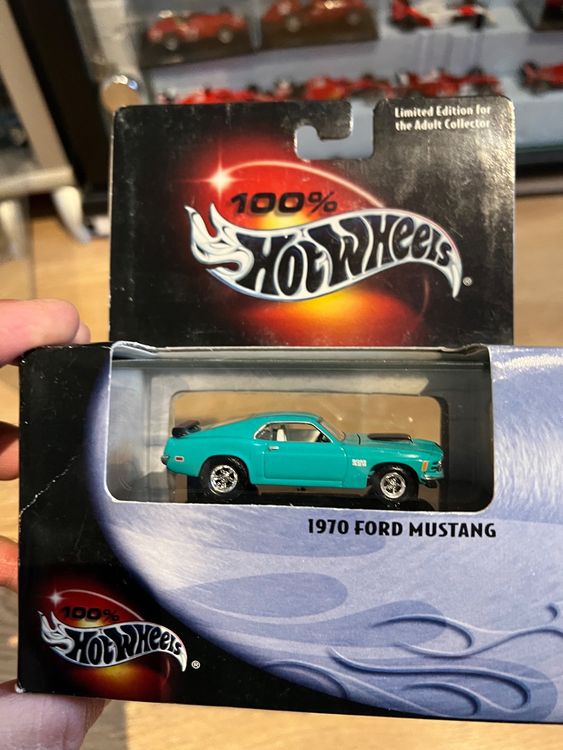 Limited Edition for
the Adult Collector
100%
Hot Wheels®
1970 FORD MUSTANG
100%
Hot Wheels®